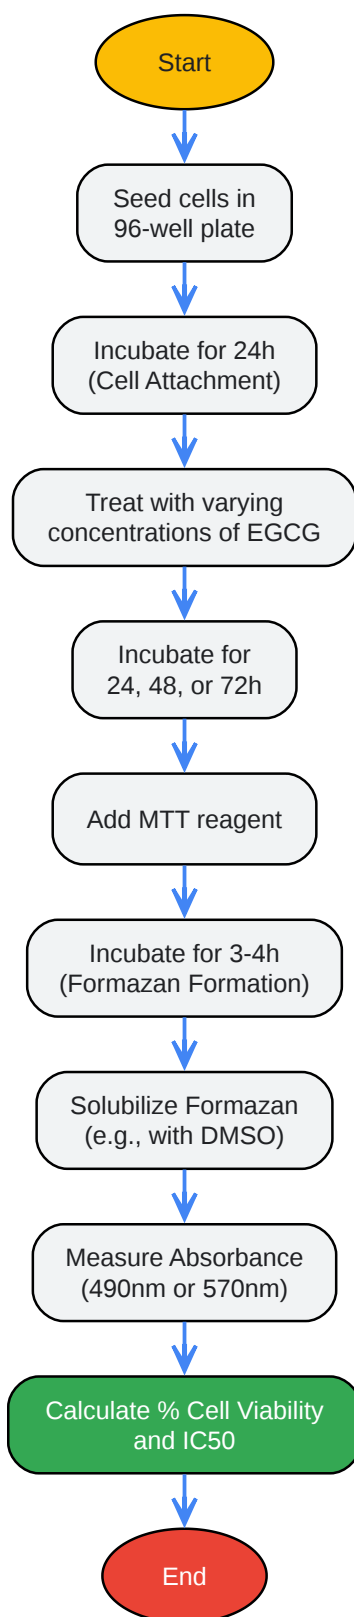 Start
Seed cells in
96-well plate
Incubate for 24h
(Cell Attachment)
Treat with varying
concentrations of EGCG
Incubate for
24, 48, or 72h
Add MTT reagent
Incubate for 3-4h
(Formazan Formation)
Solubilize Formazan
(e.g., with DMSO)
Measure Absorbance
(490nm or 570nm)
Calculate % Cell Viability
and IC50
End